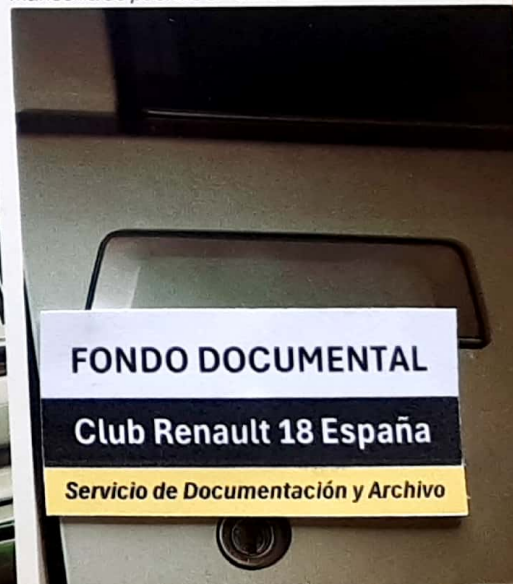 FONDO DOCUMENTAL
Club Renault 18 España
Servicio de Documentación y Archivo